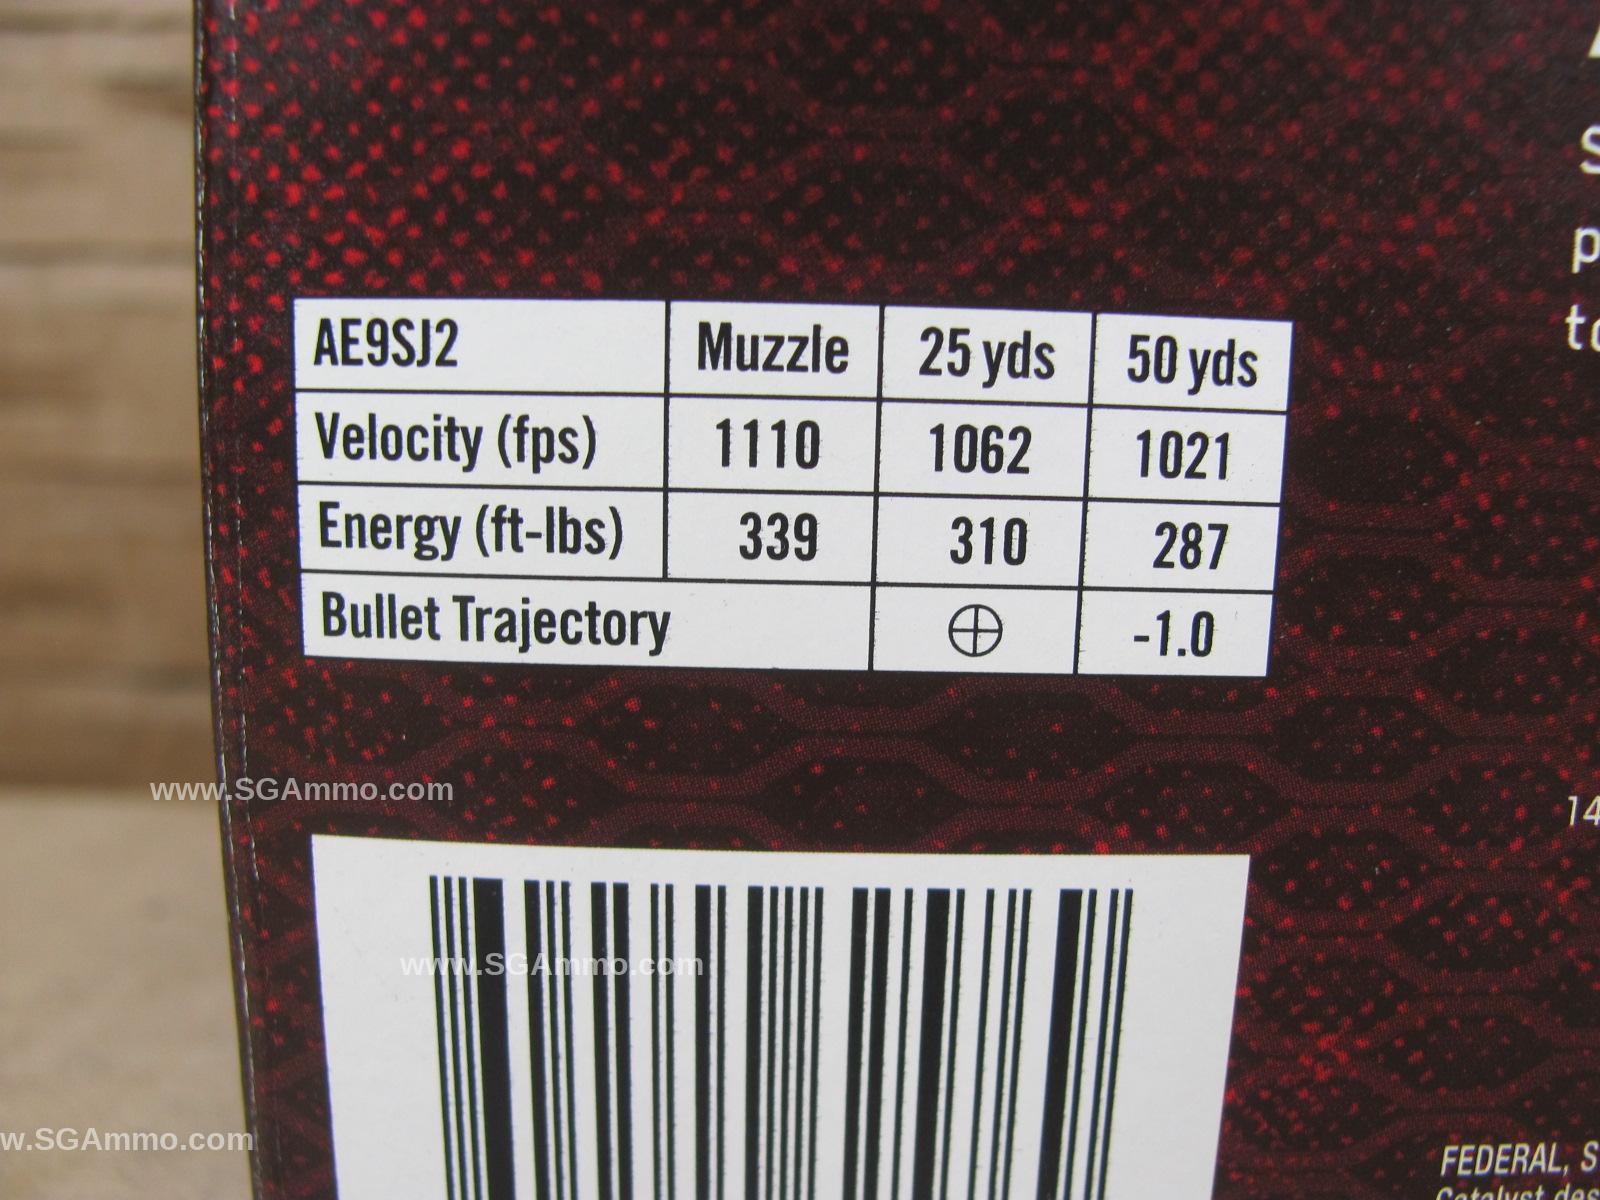 AE9SJ2 Muzzle 25 yds 50 yds
Velocity (fps) 1110 1062 1021
Energy (ft-lbs) 339 310 287
Bullet Trajectory ⊕ -1.0
www.SGAmmo.com
14
www.SGAmmo.com
w.SGAmmo.com
FEDERAL, S